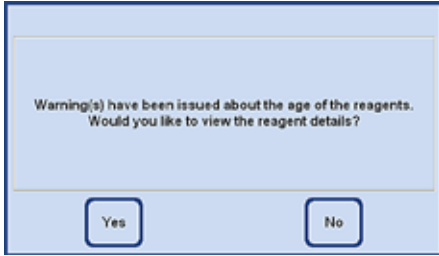 Warning(s) have been issued about the age of the reagents.
Would you like to view the reagent details?
Yes
No